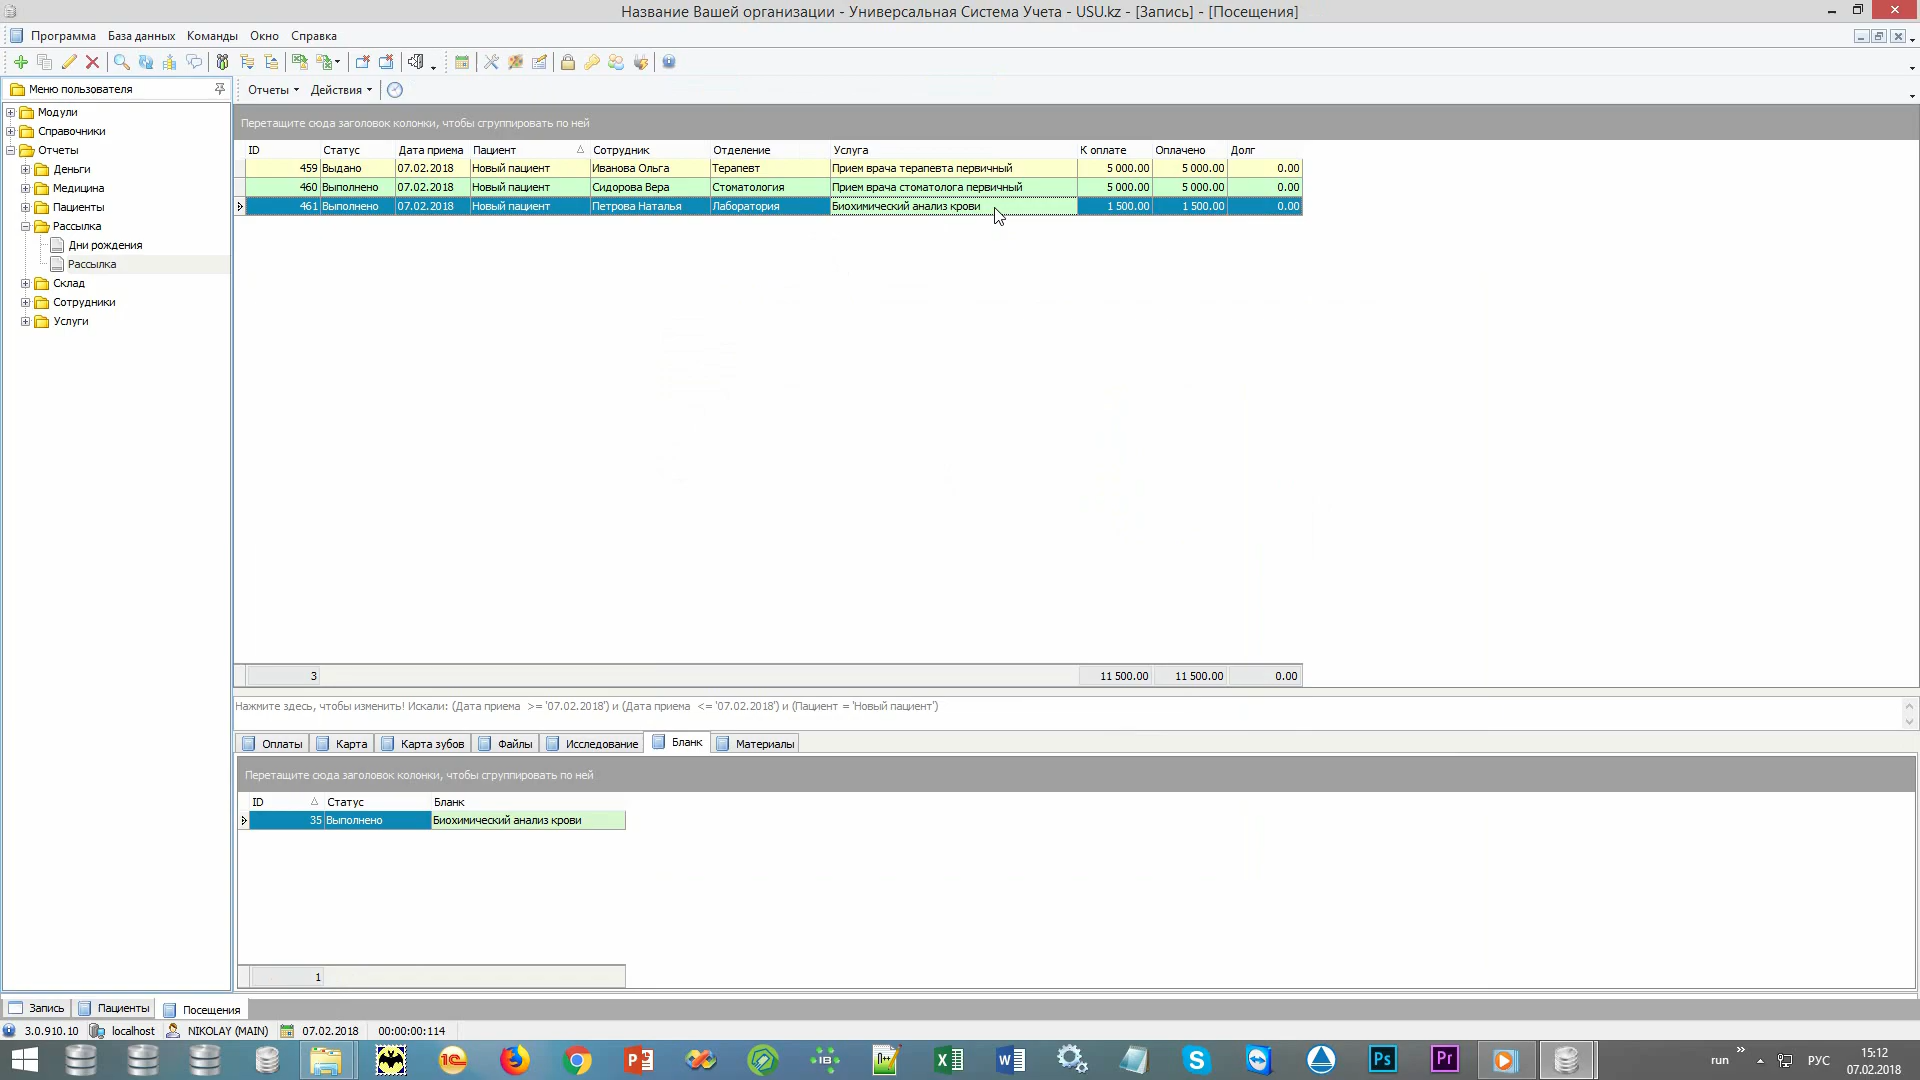 Название Вашей организации - Универсальная Система Учета - USU.kz - [Запись] - [Посещения]
Программа База данных Команды Окно Справка
Меню пользователя
Отчеты Действия
Модули
Справочники
Отчеты
Деньги
Медицина
Пациенты
Рассылка
Дни рождения
Рассылка
Склад
Сотрудники
Услуги
Перетащите сюда заголовок колонки, чтобы сгруппировать по ней
ID Статус Дата приема Пациент Сотрудник Отделение Услуга К оплате Оплачено Долг
459 Выдано 07.02.2018 Новый пациент Иванова Ольга Терапевт Прием врача терапевта первичный 5 000.00 5 000.00 0.00
460 Выполнено 07.02.2018 Новый пациент Сидорова Вера Стоматология Прием врача стоматолога первичный 5 000.00 5 000.00 0.00
461 Выполнено 07.02.2018 Новый пациент Петрова Наталья Лаборатория Биохимический анализ крови 1 500.00 1 500.00 0.00
3 11 500.00 11 500.00 0.00
Нажмите здесь, чтобы изменить! Искали: (Дата приема >= '07.02.2018') и (Дата приема <= '07.02.2018') и (Пациент = 'Новый пациент')
Оплаты Карта Карта зубов Файлы Исследование Бланк Материалы
Перетащите сюда заголовок колонки, чтобы сгруппировать по ней
ID Статус Бланк
35 Выполнено Биохимический анализ крови
1
Запись Пациенты Посещения
3.0.910.10 localhost NIKOLAY (MAIN) 07.02.2018 00:00:00:114
run » РУС 15:12
07.02.2018